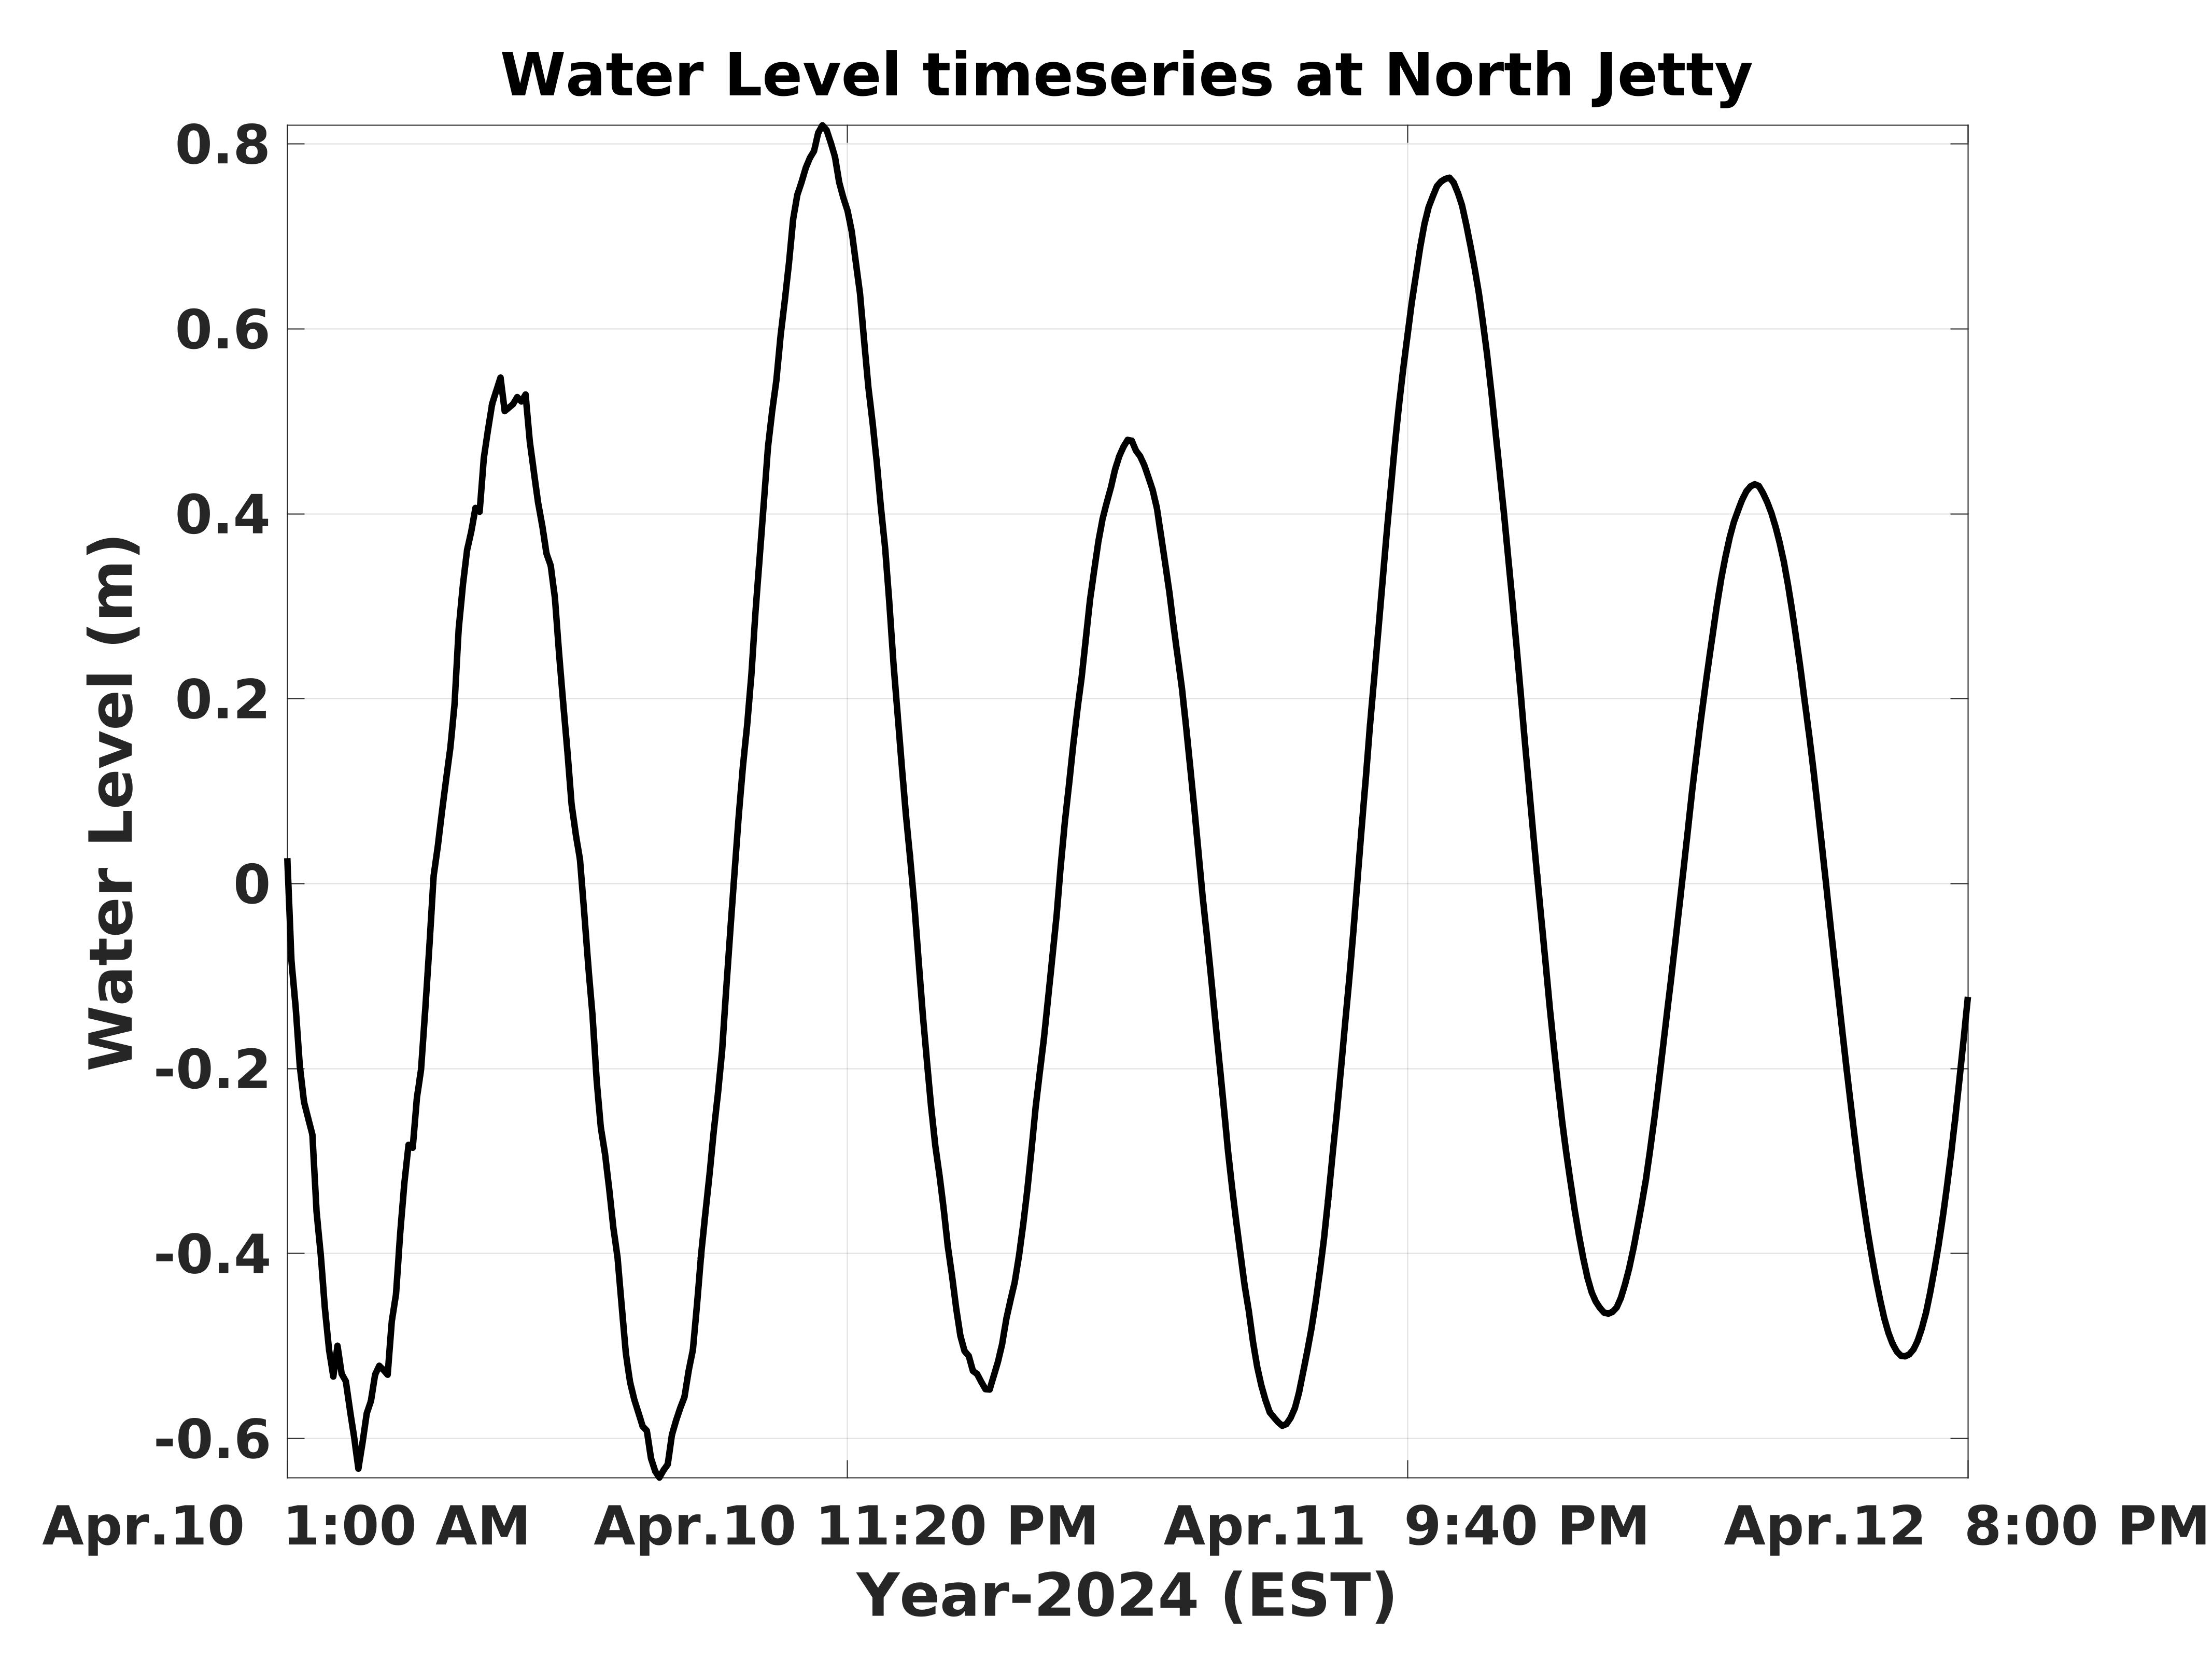 Water Level timeseries at North Jetty
0.8
0.6
0.4
0.2
0
-0.2
-0.4
-0.6
Water Level (m)
Apr.10 1:00 AM Apr.10 11:20 PM Apr.11 9:40 PM Apr.12 8:00 PM
Year-2024 (EST)